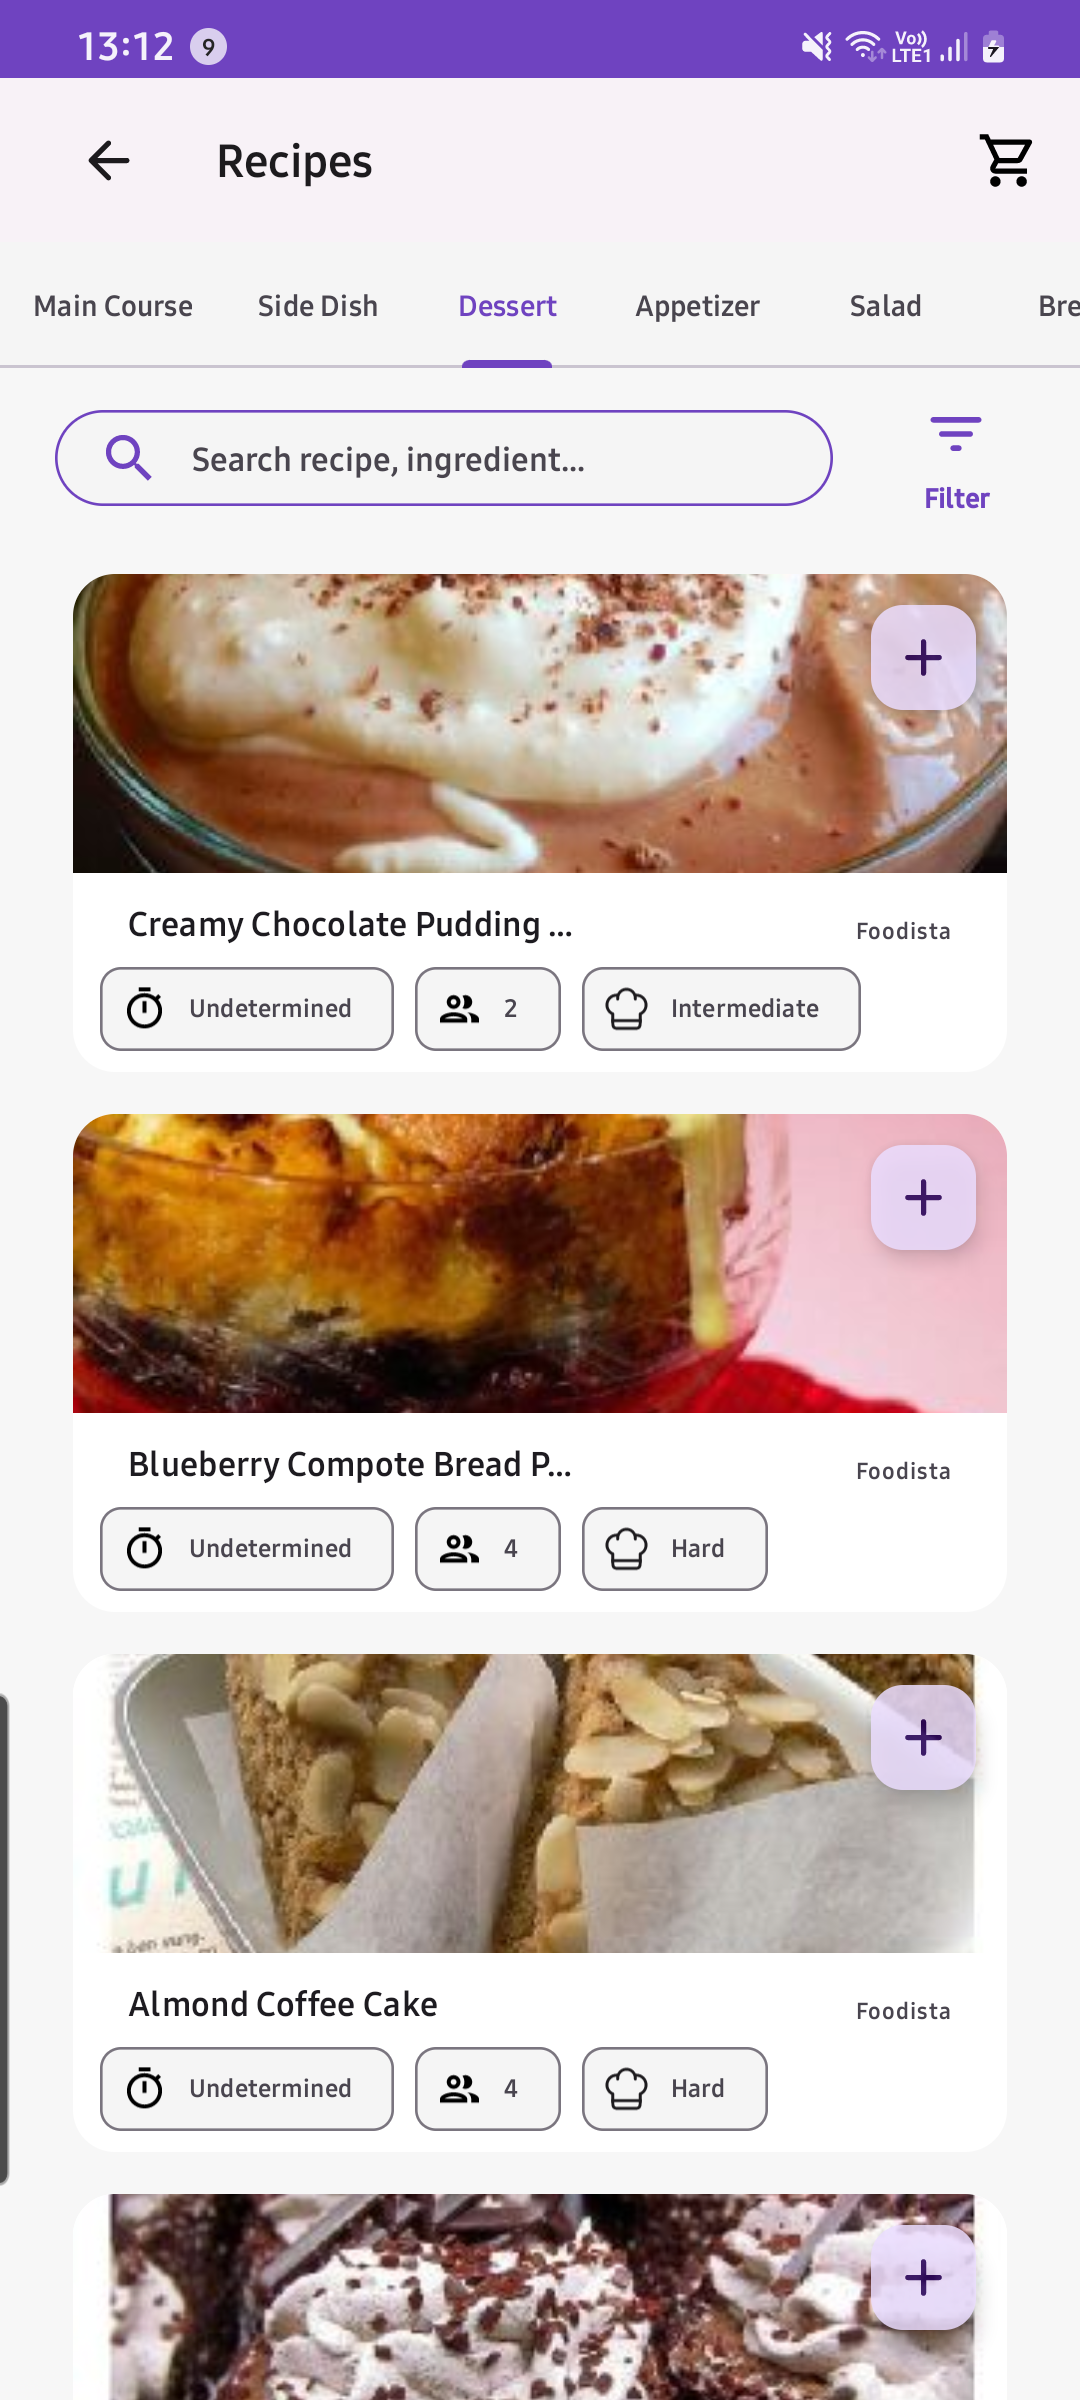 13:12 9 Vo)) LTE1
Recipes
Main Course Side Dish Dessert Appetizer Salad Bre
Search recipe, ingredient...
Filter
Creamy Chocolate Pudding ... Foodista
Undetermined 2 Intermediate
Blueberry Compote Bread P... Foodista
Undetermined 4 Hard
Almond Coffee Cake Foodista
Undetermined 4 Hard